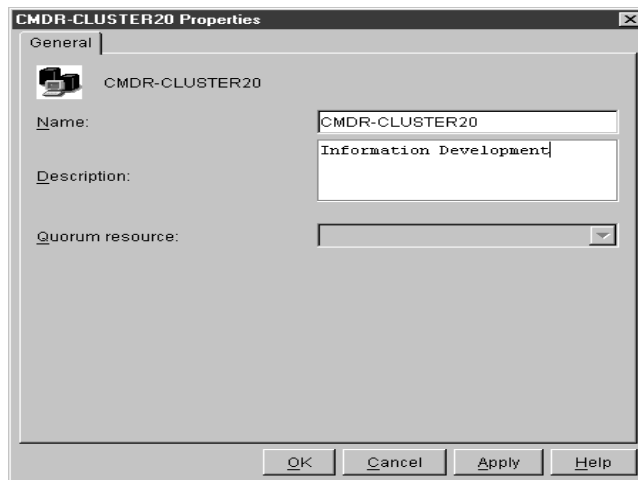 CMDR-CLUSTER20 Properties
General
CMDR-CLUSTER20
Name:
CMDR-CLUSTER20
Description:
Information Development
Quorum resource:
OK Cancel Apply Help